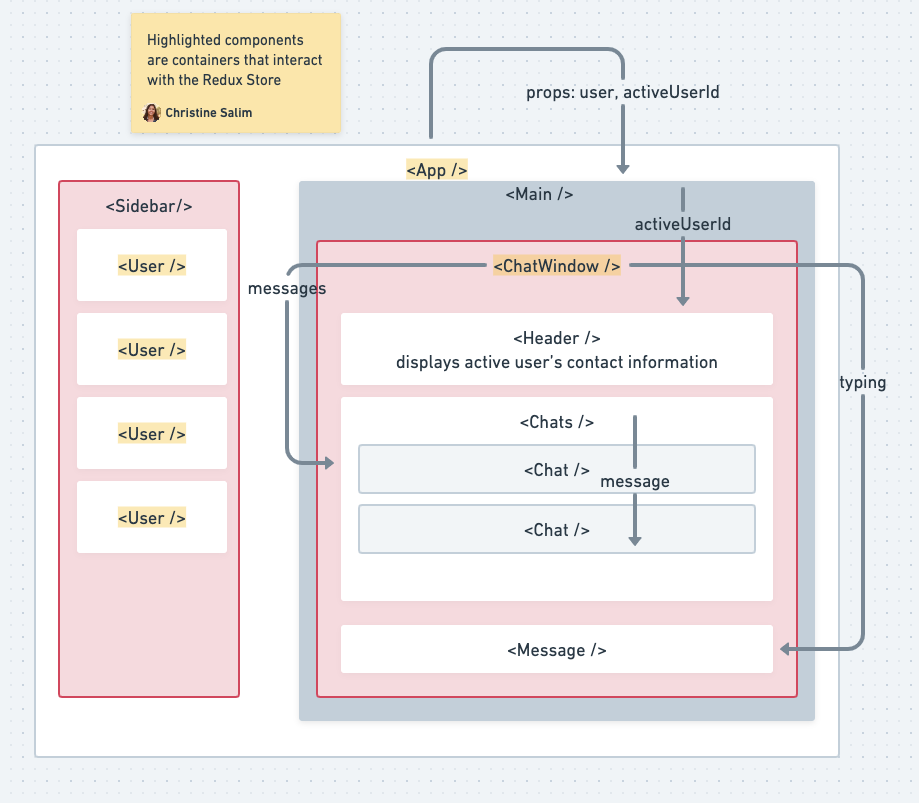 Highlighted components
are containers that interact
with the Redux Store
Christine Salim
props: user, activeUserId
<App />
<Sidebar/>
<User />
<User />
<User />
<User />
<Main />
activeUserId
<ChatWindow />
messages
<Header />
displays active user’s contact information
typing
<Chats />
<Chat />
message
<Chat />
<Message />